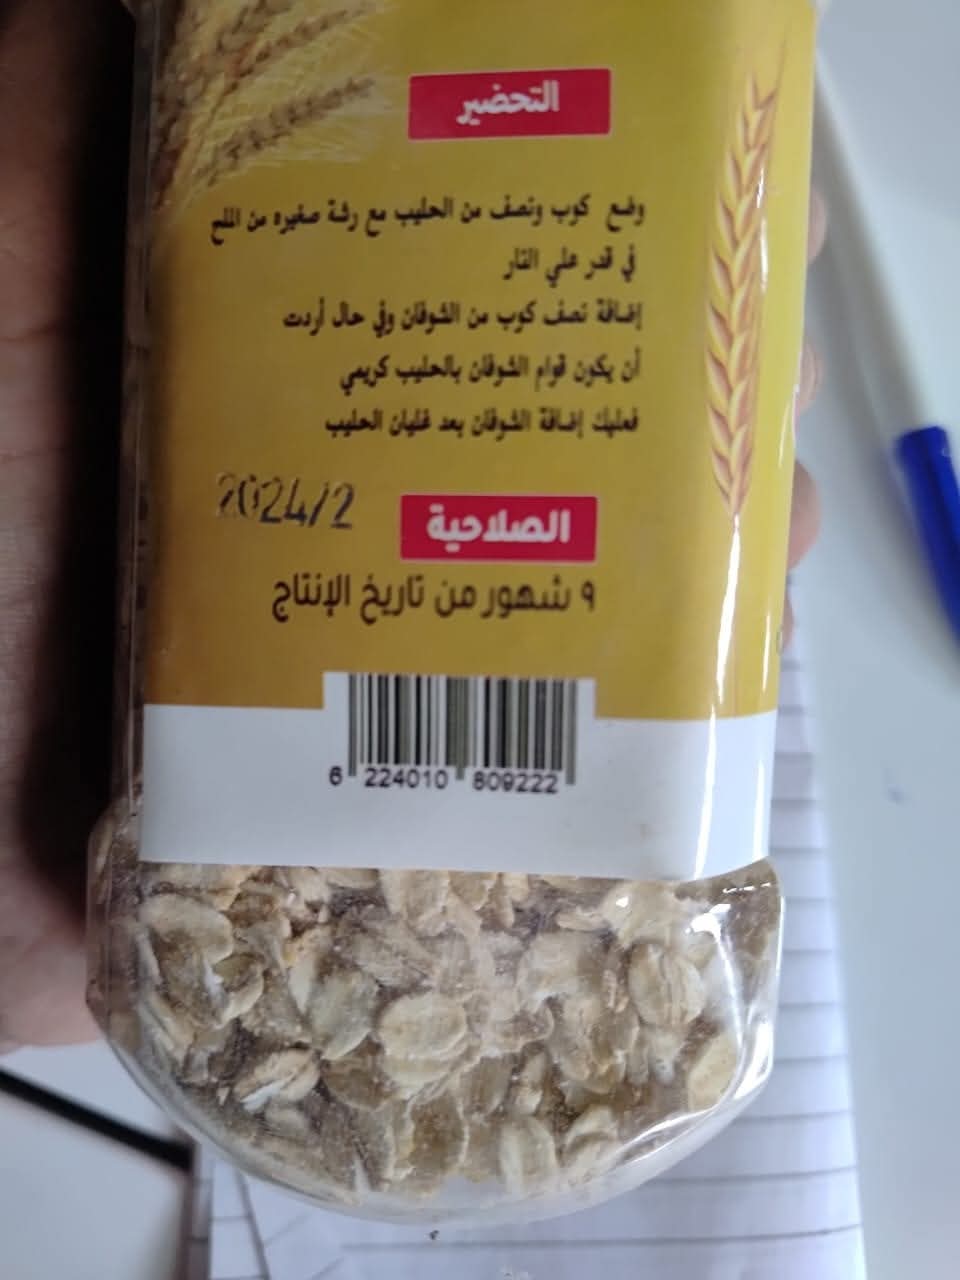 التحضير
وضع كوب ونصف من الحليب مع رشة صغيره من الملح
في قدر علي النار
إضافة نصف كوب من الشوفان وفي حال أردت
أن يكون قوام الشوفان بالحليب كريمي
فعليك إضافة الشوفان بعد غليان الحليب
2024/2
الصلاحية
٩ شهور من تاريخ الإنتاج
6 224010 809222